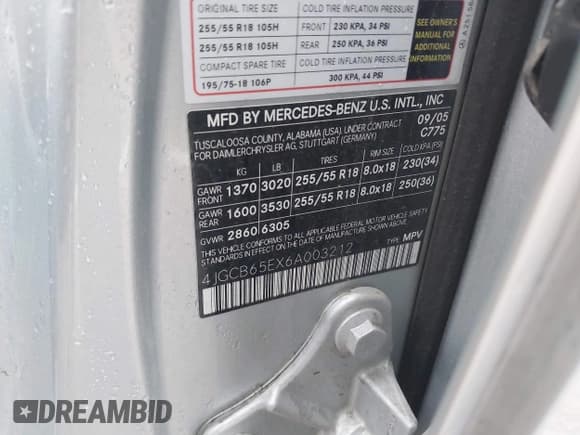 ORIGINAL TIRE SIZE COLD TIRE INFLATION PRESSURE
255/55 R18 105H FRONT 230 KPA, 34 PSI
255/55 R18 105H REAR 250 KPA, 36 PSI
COMPACT SPARE TIRE COLD TIRE INFLATION PRESSURE
195/75-18 106P 300 KPA, 44 PSI
SEE OWNER'S
MANUAL FOR
ADDITIONAL
INFORMATION
MFD BY MERCEDES-BENZ U.S. INTL., INC
TUSCALOOSA COUNTY, ALABAMA (USA), UNDER CONTRACT 09/05
FOR DAIMLERCHRYSLER AG, STUTTGART (GERMANY) C775
LB TIRES RIM SIZE COLD KPA (PSI)
GAWR FRONT 1370 3020 255/55 R18 8.0x18 230(34)
GAWR REAR 1600 3530 255/55 R18 8.0x18 250(36)
GVWR 2860 6305
THIS VEHICLE CONFORMS TO ALL APPLICABLE FEDERAL MOTOR VEHICLE SAFETY
STANDARDS IN EFFECT ON THE DATE OF MANUFACTURE SHOWN ABOVE.
4JGCB65EX6A003212 TYPE MPV
DREAMBID